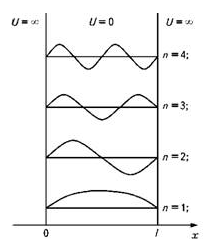 U = ∞ U = 0 U = ∞
n = 4;
n = 3;
n = 2;
n = 1;
0 l x